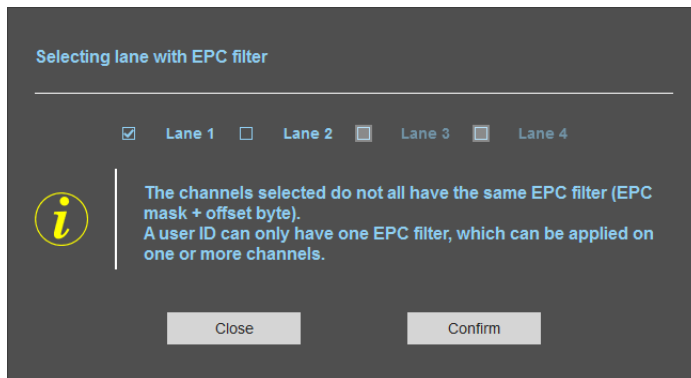 Selecting lane with EPC filter
Lane 1 Lane 2 Lane 3 Lane 4
The channels selected do not all have the same EPC filter (EPC
mask + offset byte).
A user ID can only have one EPC filter, which can be applied on
one or more channels.
i
Close Confirm